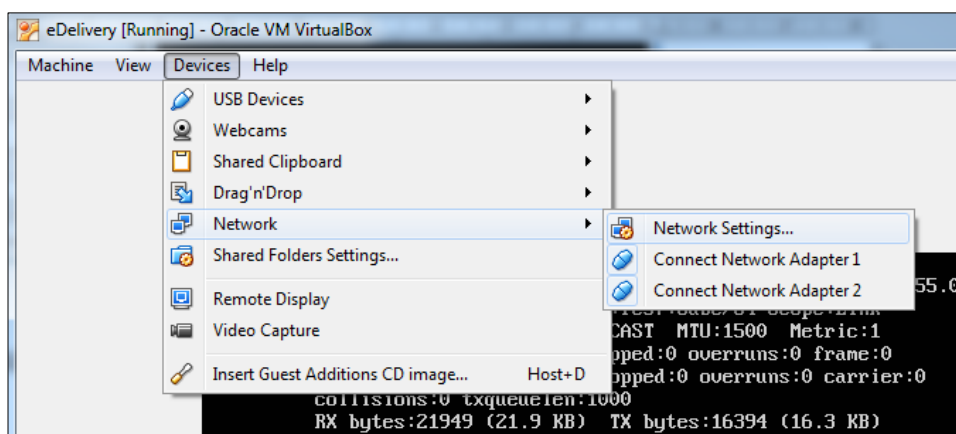 eDelivery [Running] - Oracle VM VirtualBox
Machine View Devices Help
USB Devices
Webcams
Shared Clipboard
Drag'n'Drop
Network
Network Settings...
Shared Folders Settings...
Connect Network Adapter 1
Remote Display
Connect Network Adapter 2
55.0
Video Capture
CAST MTU:1500 Metric:1
pped:0 overruns:0 frame:0
Insert Guest Additions CD image... Host+D
opped:0 overruns:0 carrier:0
collisions:0 txqueuelen:1000
RX bytes:21949 (21.9 KB) TX bytes:16394 (16.3 KB)